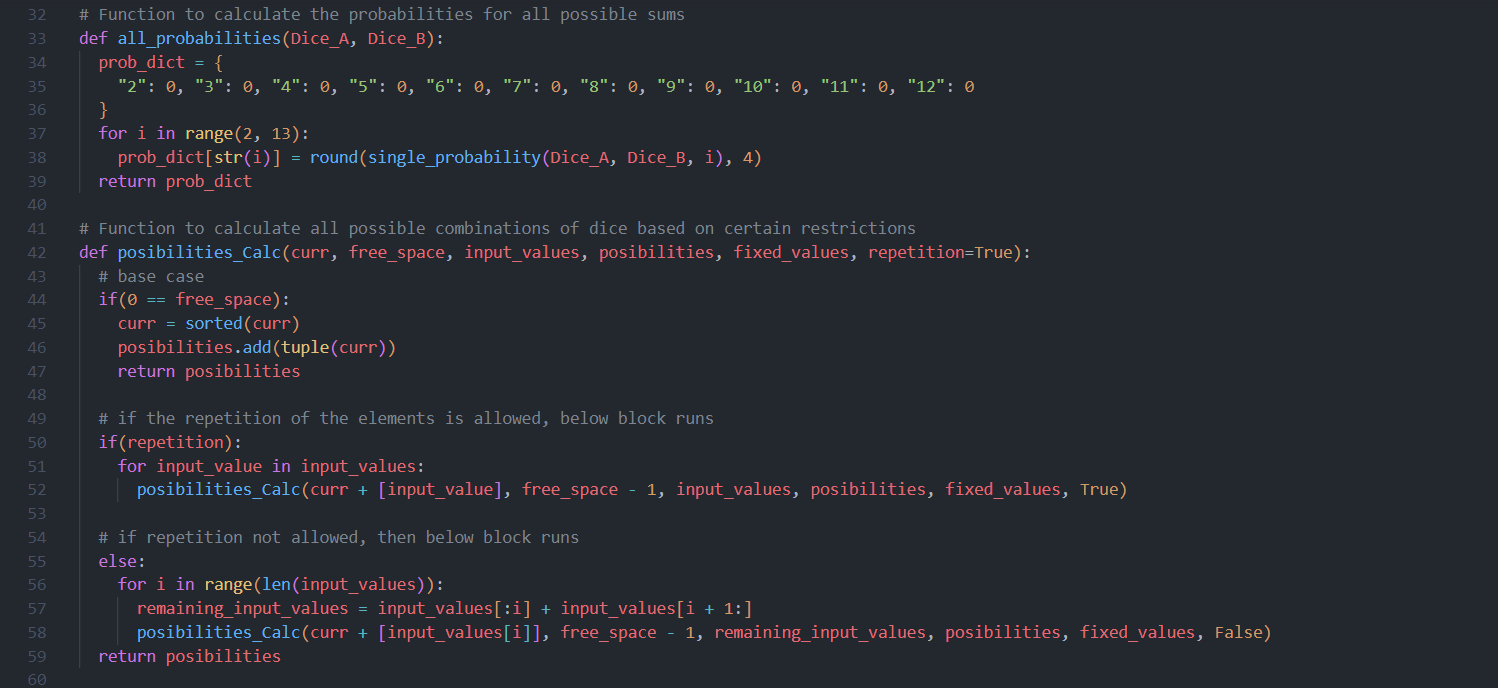 32 # Function to calculate the probabilities for all possible sums
33 def all_probabilities(Dice_A, Dice_B):
34   prob_dict = {
35     "2": 0, "3": 0, "4": 0, "5": 0, "6": 0, "7": 0, "8": 0, "9": 0, "10": 0, "11": 0, "12": 0
36   }
37   for i in range(2, 13):
38     prob_dict[str(i)] = round(single_probability(Dice_A, Dice_B, i), 4)
39   return prob_dict
40
41 # Function to calculate all possible combinations of dice based on certain restrictions
42 def posibilities_Calc(curr, free_space, input_values, posibilities, fixed_values, repetition=True):
43   # base case
44   if(0 == free_space):
45     curr = sorted(curr)
46     posibilities.add(tuple(curr))
47     return posibilities
48
49   # if the repetition of the elements is allowed, below block runs
50   if(repetition):
51     for input_value in input_values:
52       posibilities_Calc(curr + [input_value], free_space - 1, input_values, posibilities, fixed_values, True)
53
54   # if repetition not allowed, then below block runs
55   else:
56     for i in range(len(input_values)):
57       remaining_input_values = input_values[:i] + input_values[i + 1:]
58       posibilities_Calc(curr + [input_values[i]], free_space - 1, remaining_input_values, posibilities, fixed_values, False)
59   return posibilities
60